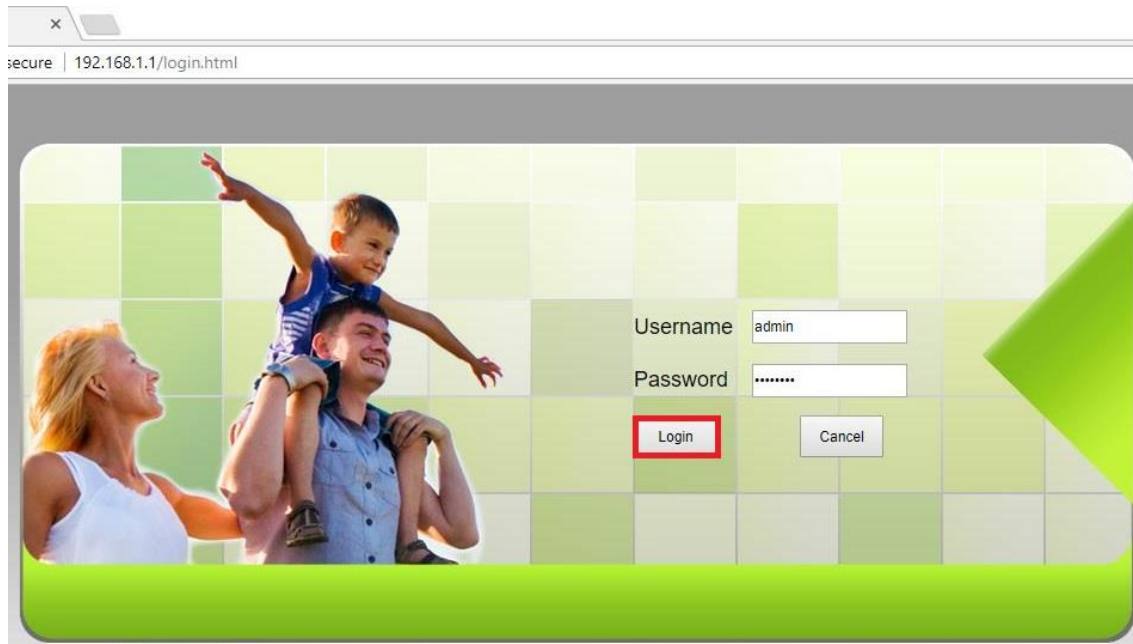 secure | 192.168.1.1/login.html
Username admin
Password ••••••••
Login Cancel